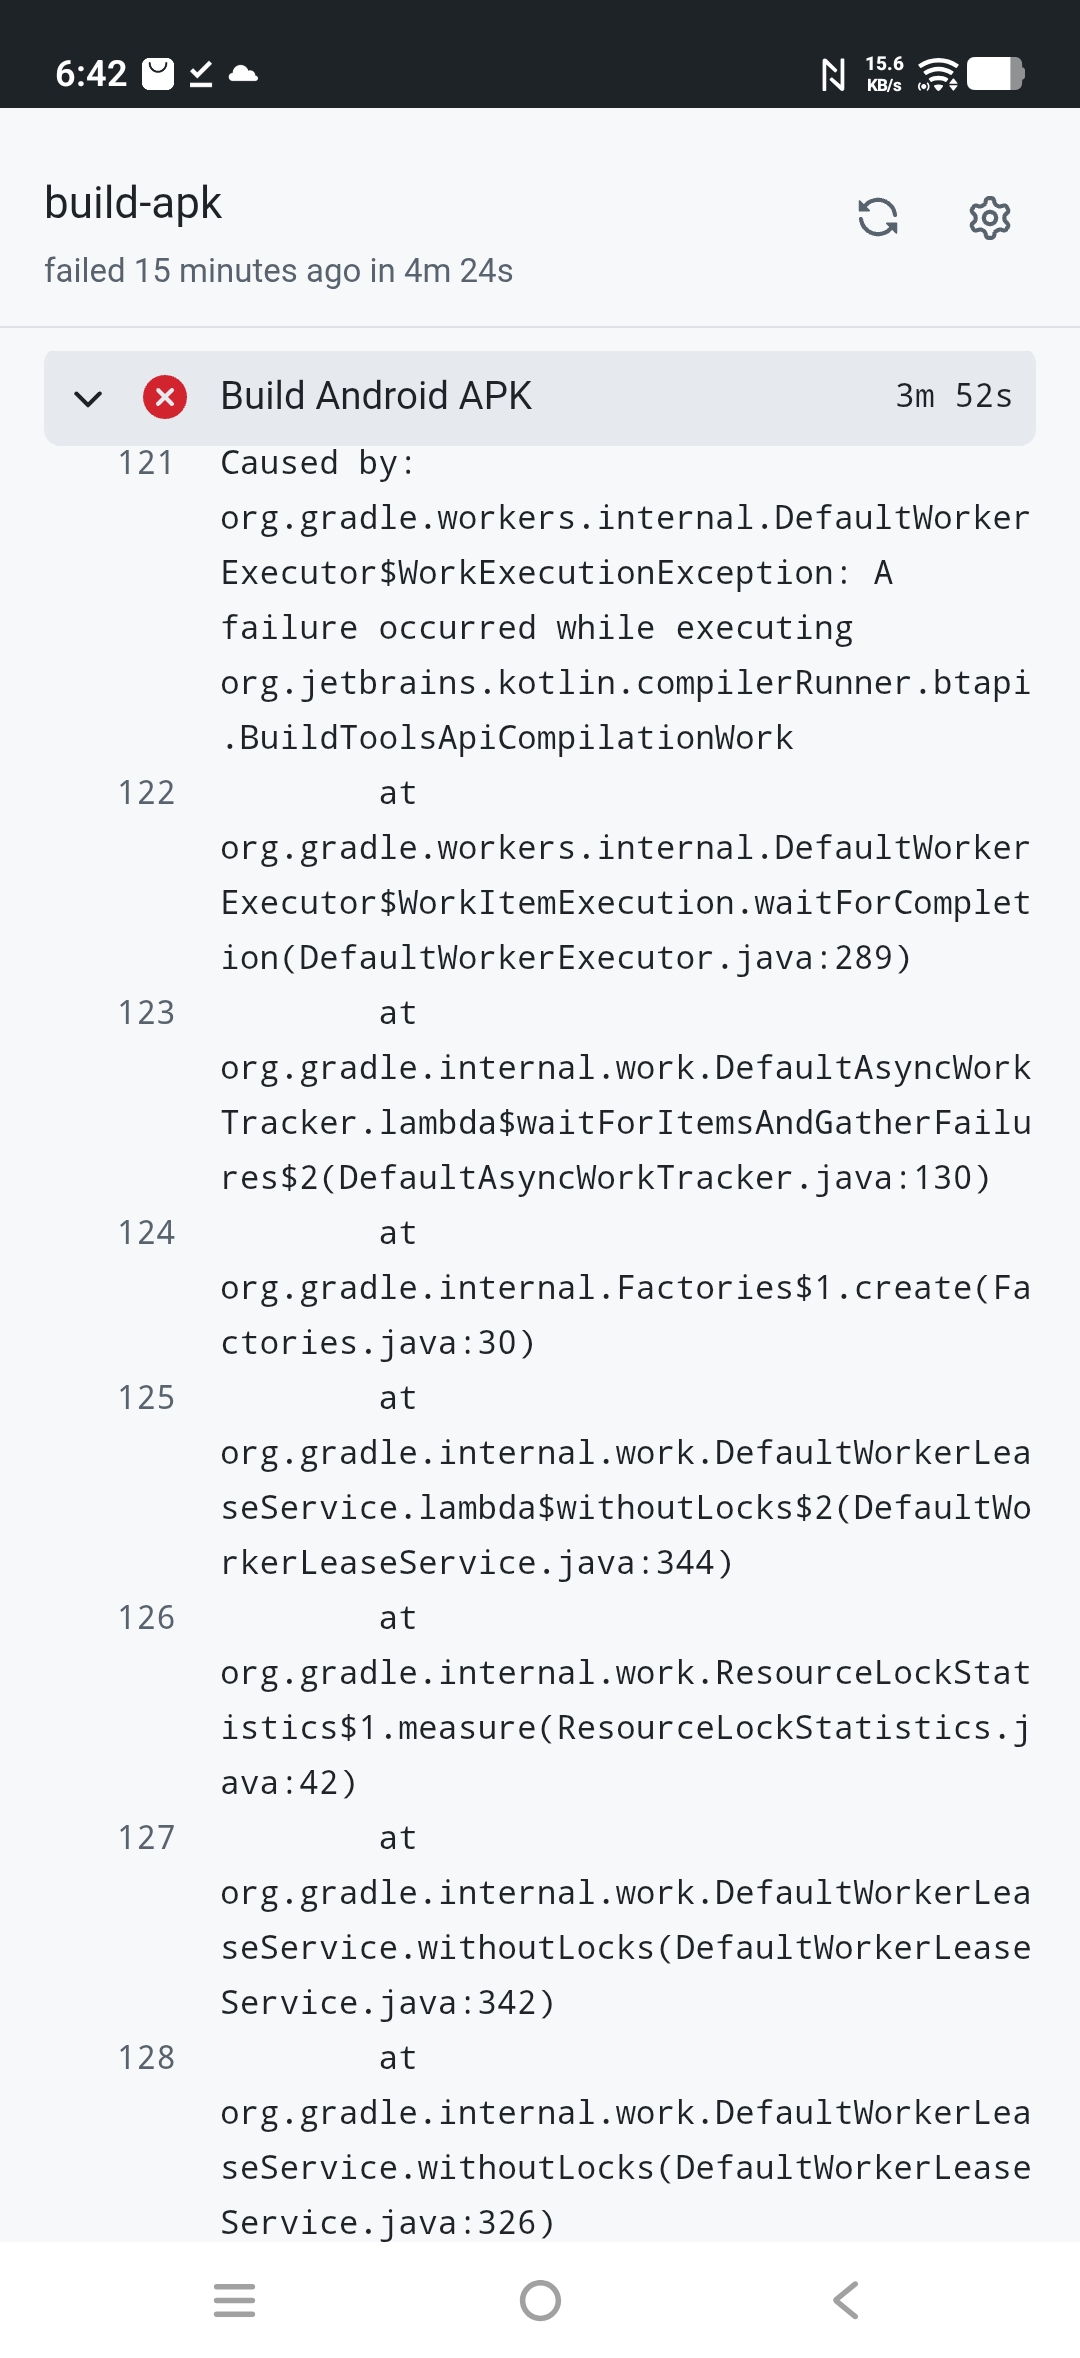 6:42
15.6
KB/s
build-apk
failed 15 minutes ago in 4m 24s
Build Android APK 3m 52s
121 Caused by:
org.gradle.workers.internal.DefaultWorker
Executor$WorkExecutionException: A
failure occurred while executing
org.jetbrains.kotlin.compilerRunner.btapi
.BuildToolsApiCompilationWork
122 at
org.gradle.workers.internal.DefaultWorker
Executor$WorkItemExecution.waitForComplet
ion(DefaultWorkerExecutor.java:289)
123 at
org.gradle.internal.work.DefaultAsyncWork
Tracker.lambda$waitForItemsAndGatherFailu
res$2(DefaultAsyncWorkTracker.java:130)
124 at
org.gradle.internal.Factories$1.create(Fa
ctories.java:30)
125 at
org.gradle.internal.work.DefaultWorkerLea
seService.lambda$withoutLocks$2(DefaultWo
rkerLeaseService.java:344)
126 at
org.gradle.internal.work.ResourceLockStat
istics$1.measure(ResourceLockStatistics.j
ava:42)
127 at
org.gradle.internal.work.DefaultWorkerLea
seService.withoutLocks(DefaultWorkerLease
Service.java:342)
128 at
org.gradle.internal.work.DefaultWorkerLea
seService.withoutLocks(DefaultWorkerLease
Service.java:326)